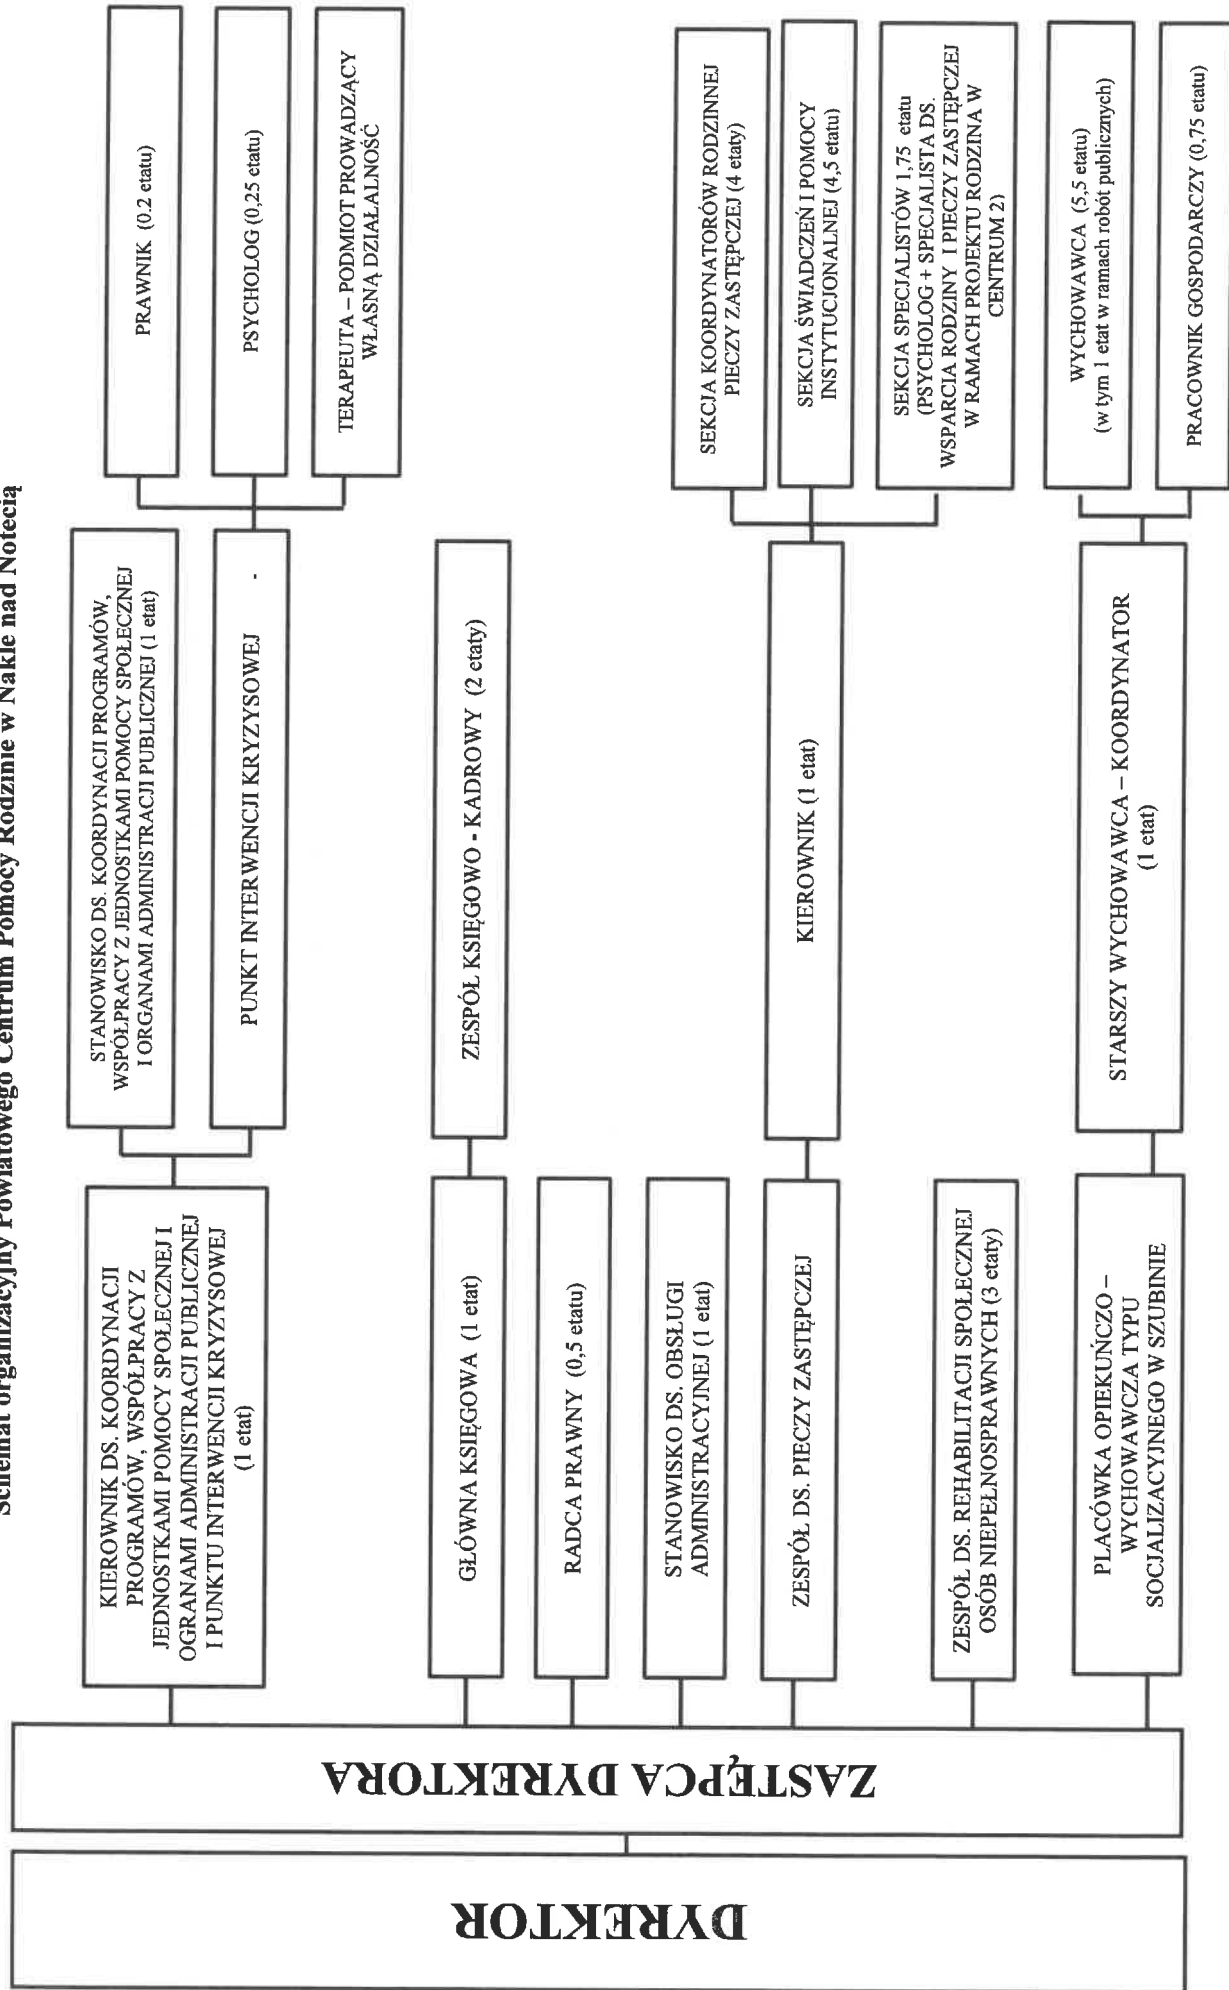 Schemat organizacyjny Powiatowego Centrum Pomocy Rodzinie w Nakle nad Notecią
DYREKTOR
ZASTĘPCA DYREKTORA
KIEROWNIK DS. KOORDYNACJI
PROGRAMÓW, WSPÓŁPRACY Z
JEDNOSTKAMI POMOCY SPOŁECZNEJ I
OGRANAMI ADMINISTRACJI PUBLICZNEJ
I PUNKTU INTERWENCJI KRYZYSOWEJ
(1 etat)
STANOWISKO DS. KOORDYNACJI PROGRAMÓW,
WSPÓŁPRACY Z JEDNOSTKAMI POMOCY SPOŁECZNEJ
I ORGANAMI ADMINISTRACJI PUBLICZNEJ (1 etat)
PUNKT INTERWENCJI KRYZYSOWEJ -
PRAWNIK (0.2 etatu)
PSYCHOLOG (0,25 etatu)
TERAPEUTA – PODMIOT PROWADZĄCY
WŁASNĄ DZIAŁALNOŚĆ
GŁÓWNA KSIĘGOWA (1 etat)
ZESPÓŁ KSIĘGOWO - KADROWY (2 etaty)
RADCA PRAWNY (0,5 etatu)
STANOWISKO DS. OBSŁUGI
ADMINISTRACYJNEJ (1 etat)
ZESPÓŁ DS. PIECZY ZASTĘPCZEJ
KIEROWNIK (1 etat)
SEKCJA KOORDYNATORÓW RODZINNEJ
PIECZY ZASTĘPCZEJ (4 etaty)
SEKCJA ŚWIADCZEŃ I POMOCY
INSTYTUCJONALNEJ (4,5 etatu)
SEKCJA SPECJALISTÓW 1,75 etatu
(PSYCHOLOG + SPECJALISTA DS.
WSPARCIA RODZINY I PIECZY ZASTĘPCZEJ
W RAMACH PROJEKTU RODZINA W
CENTRUM 2)
ZESPÓŁ DS. REHABILITACJI SPOŁECZNEJ
OSÓB NIEPEŁNOSPRAWNYCH (3 etaty)
PLACÓWKA OPIEKUŃCZO –
WYCHOWAWCZA TYPU
SOCJALIZACYJNEGO W SZUBINIE
STARSZY WYCHOWAWCA – KOORDYNATOR
(1 etat)
WYCHOWAWCA (5,5 etatu)
(w tym 1 etat w ramach robót publicznych)
PRACOWNIK GOSPODARCZY (0,75 etatu)